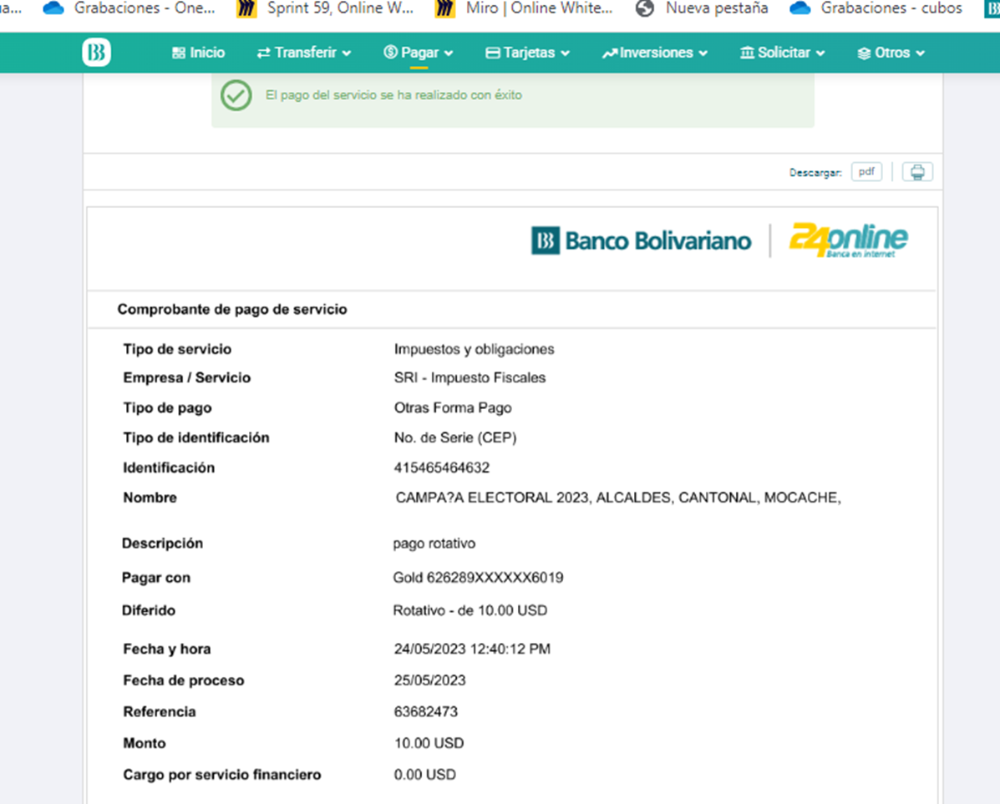 Grabaciones - One...
Sprint 59, Online W...
Miro | Online White...
Nueva pestaña
Grabaciones - cubos
Inicio
Transferir
Pagar
Tarjetas
Inversiones
Solicitar
Otros
El pago del servicio se ha realizado con éxito
Descargar: pdf
Banco Bolivariano
24online
Banca en internet
Comprobante de pago de servicio
Tipo de servicio Impuestos y obligaciones
Empresa / Servicio SRI - Impuesto Fiscales
Tipo de pago Otras Forma Pago
Tipo de identificación No. de Serie (CEP)
Identificación 415465464632
Nombre CAMPA?A ELECTORAL 2023, ALCALDES, CANTONAL, MOCACHE,
Descripción pago rotativo
Pagar con Gold 626289XXXXXX6019
Diferido Rotativo - de 10.00 USD
Fecha y hora 24/05/2023 12:40:12 PM
Fecha de proceso 25/05/2023
Referencia 63682473
Monto 10.00 USD
Cargo por servicio financiero 0.00 USD